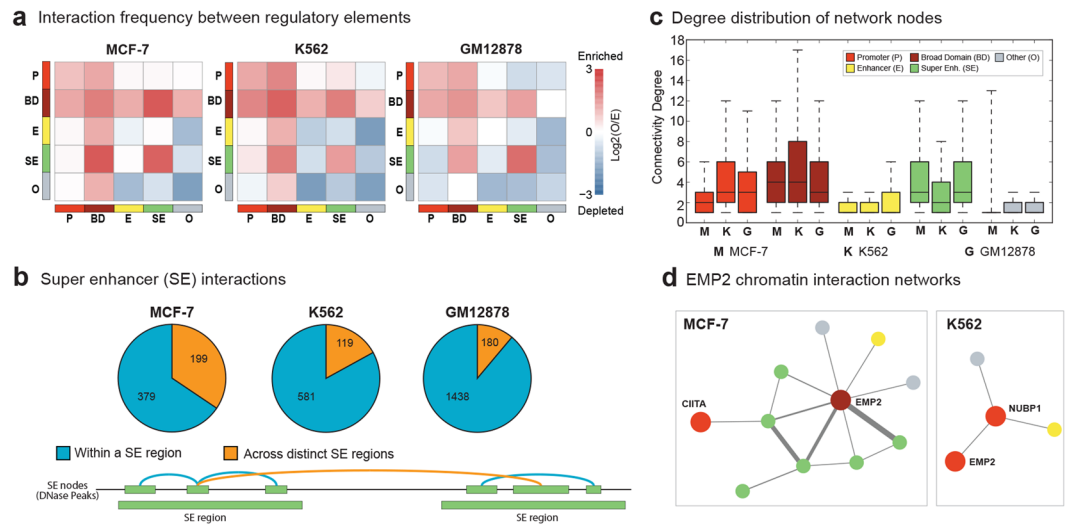 a Interaction frequency between regulatory elements
MCF-7
K562
GM12878
P
BD
E
SE
O
P BD E SE O
P BD E SE O
P BD E SE O
Enriched
3
0
−3
Log2(O/E)
Depleted
b Super enhancer (SE) interactions
MCF-7
K562
GM12878
199
379
119
581
180
1438
Within a SE region
Across distinct SE regions
SE nodes
(DNase Peaks)
SE region
SE region
c Degree distribution of network nodes
Connectivity Degree
18
16
14
12
10
8
6
4
2
0
Promoter (P)
Broad Domain (BD)
Other (O)
Enhancer (E)
Super Enh. (SE)
M K G M K G M K G M K G M K G
M MCF-7
K K562
G GM12878
d EMP2 chromatin interaction networks
MCF-7
CIITA
EMP2
K562
NUBP1
EMP2